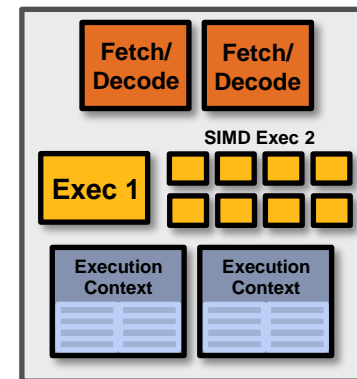 Fetch/
Decode
Fetch/
Decode
SIMD Exec 2
Exec 1
Execution
Context
Execution
Context